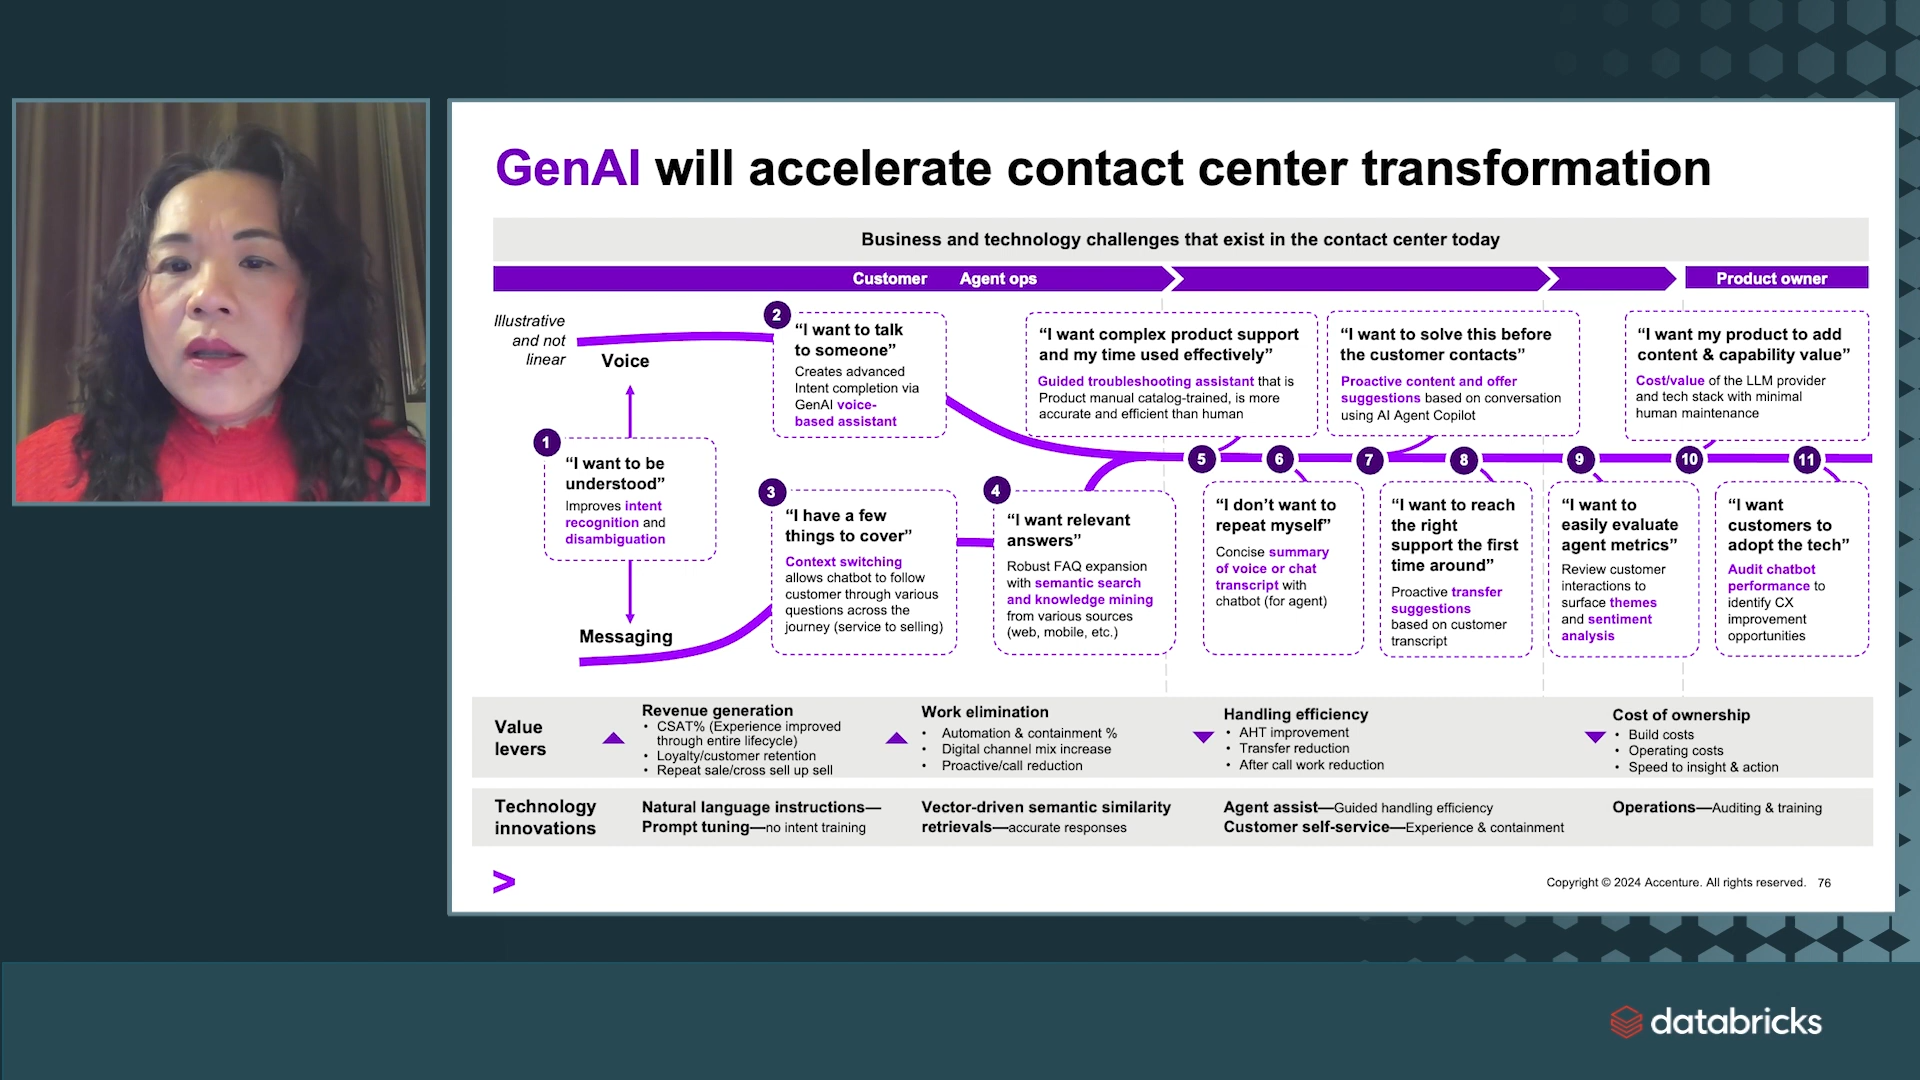 GenAI will accelerate contact center transformation
Business and technology challenges that exist in the contact center today
Customer
Agent ops
Product owner
Illustrative
and not
linear
Voice
1
“I want to be
understood”
Improves intent
recognition and
disambiguation
Messaging
2
“I want to talk
to someone”
Creates advanced
Intent completion via
GenAI voice-
based assistant
3
“I have a few
things to cover”
Context switching
allows chatbot to follow
customer through various
questions across the
journey (service to selling)
4
“I want relevant
answers”
Robust FAQ expansion
with semantic search
and knowledge mining
from various sources
(web, mobile, etc.)
“I want complex product support
and my time used effectively”
Guided troubleshooting assistant that is
Product manual catalog-trained, is more
accurate and efficient than human
“I want to solve this before
the customer contacts”
Proactive content and offer
suggestions based on conversation
using AI Agent Copilot
“I want my product to add
content & capability value”
Cost/value of the LLM provider
and tech stack with minimal
human maintenance
5
6
7
8
9
10
11
“I don’t want to
repeat myself”
Concise summary
of voice or chat
transcript with
chatbot (for agent)
“I want to reach
the right
support the first
time around”
Proactive transfer
suggestions
based on customer
transcript
“I want to
easily evaluate
agent metrics”
Review customer
interactions to
surface themes
and sentiment
analysis
“I want
customers to
adopt the tech”
Audit chatbot
performance to
identify CX
improvement
opportunities
Value
levers
Revenue generation
• CSAT% (Experience improved
through entire lifecycle)
• Loyalty/customer retention
• Repeat sale/cross sell up sell
Work elimination
• Automation & containment %
• Digital channel mix increase
• Proactive/call reduction
Handling efficiency
• AHT improvement
• Transfer reduction
• After call work reduction
Cost of ownership
• Build costs
• Operating costs
• Speed to insight & action
Technology
innovations
Natural language instructions—
Prompt tuning—no intent training
Vector-driven semantic similarity
retrievals—accurate responses
Agent assist—Guided handling efficiency
Customer self-service—Experience & containment
Operations—Auditing & training
>
Copyright © 2024 Accenture. All rights reserved. 76
databricks